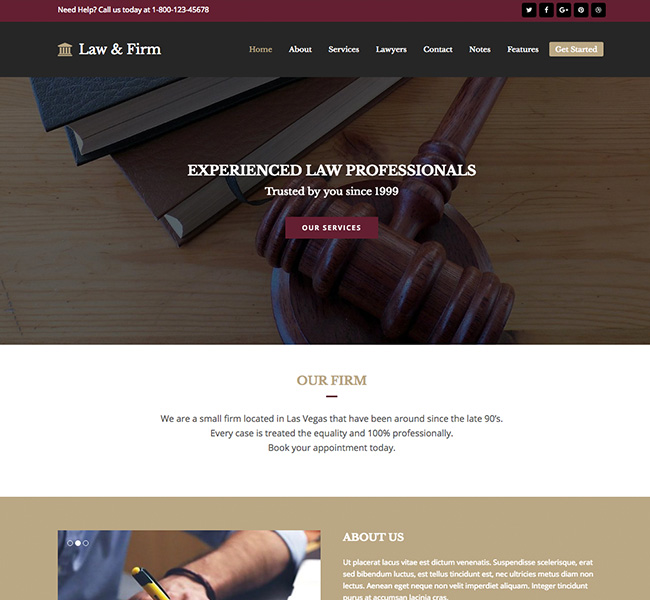 Need Help? Call us today at 1-800-123-45678
Law & Firm
Home About Services Lawyers Contact Notes Features Get Started
EXPERIENCED LAW PROFESSIONALS
Trusted by you since 1999
OUR SERVICES
OUR FIRM
We are a small firm located in Las Vegas that have been around since the late 90's.
Every case is treated the equality and 100% professionally.
Book your appointment today.
ABOUT US
Ut placerat lacus vitae est dictum venenatis. Suspendisse scelerisque, erat
sed bibendum luctus, est tellus tincidunt est, nec ultricies metus diam non
lectus. Aenean eget neque non velit imperdiet aliquam. Integer tincidunt
purus at accumsan lacinia cras.